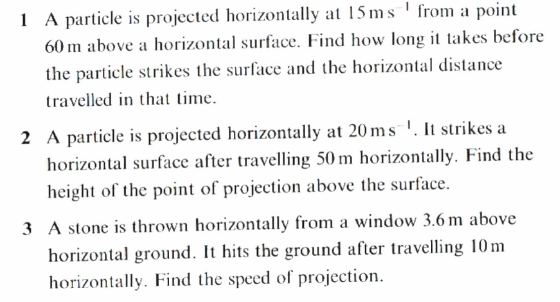 1 A particle is projected horizontally at 15 m s⁻¹ from a point
60 m above a horizontal surface. Find how long it takes before
the particle strikes the surface and the horizontal distance
travelled in that time.
2 A particle is projected horizontally at 20 m s⁻¹. It strikes a
horizontal surface after travelling 50 m horizontally. Find the
height of the point of projection above the surface.
3 A stone is thrown horizontally from a window 3.6 m above
horizontal ground. It hits the ground after travelling 10 m
horizontally. Find the speed of projection.